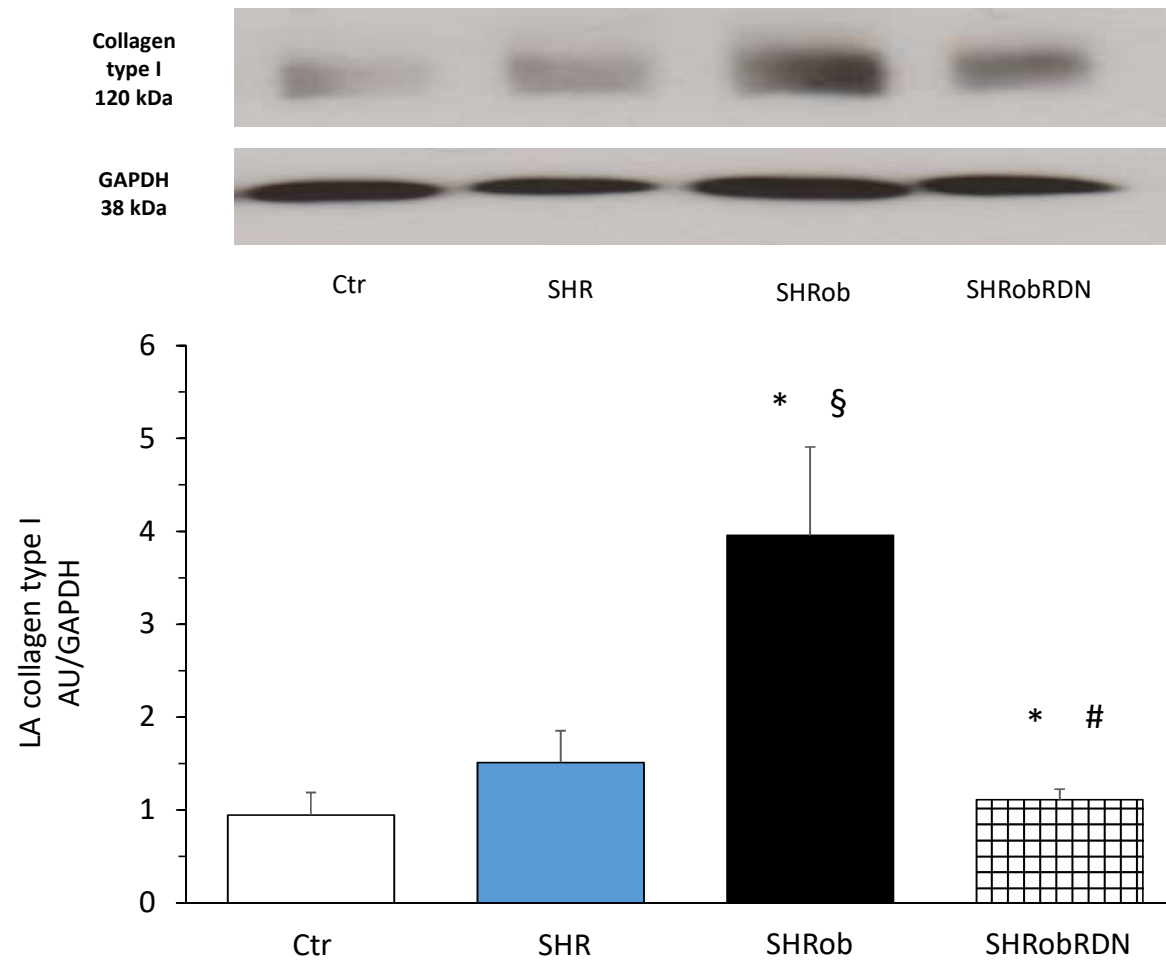 Collagen
type I
120 kDa
GAPDH
38 kDa
Ctr SHR SHRob SHRobRDN
6
5
4
3
2
1
0
* §
* #
LA collagen type I
AU/GAPDH
Ctr SHR SHRob SHRobRDN